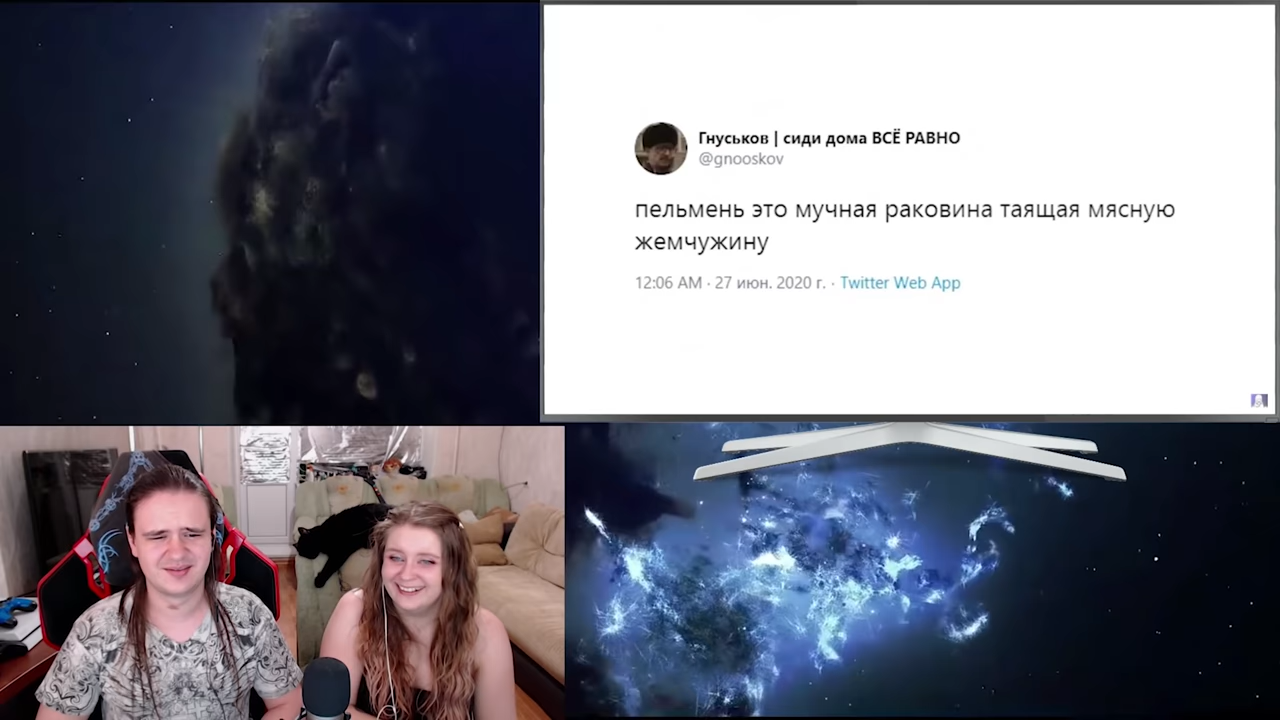 Гнуськов | сиди дома ВСЁ РАВНО
@gnooskov
пельмень это мучная раковина таящая мясную
жемчужину
12:06 AM · 27 июн. 2020 г. · Twitter Web App